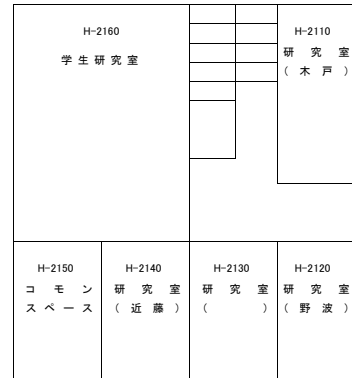 H-2160
学生研究室
H-2110
研究室
(木戸)
H-2150
コモン
スペース
H-2140
研究室
(近藤)
H-2130
研究室
(　　)
H-2120
研究室
(野波)